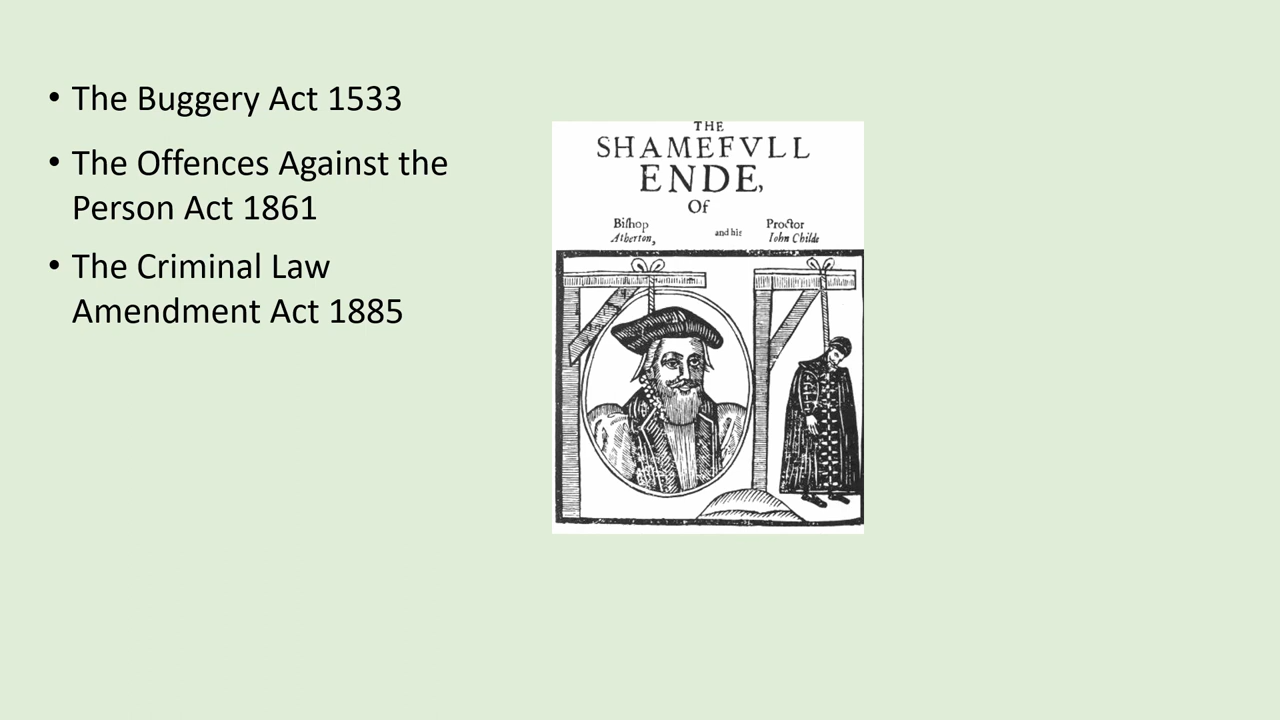 • The Buggery Act 1533
• The Offences Against the
Person Act 1861
• The Criminal Law
Amendment Act 1885
THE
SHAMEFVLL
ENDE,
Of
Biſhop and his Proctor
Atherton, Iohn Childe